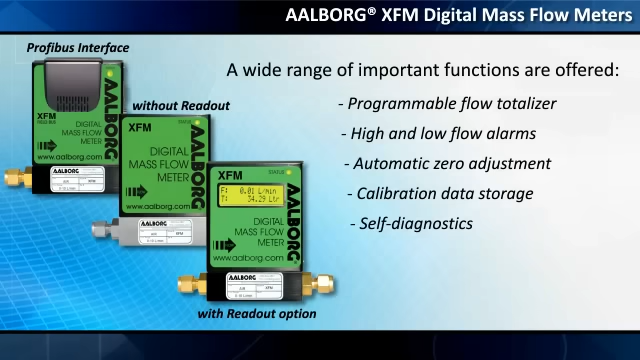 AALBORG® XFM Digital Mass Flow Meters
Profibus Interface
A wide range of important functions are offered:
without Readout
- Programmable flow totalizer
- High and low flow alarms
- Automatic zero adjustment
- Calibration data storage
- Self-diagnostics
AALBORG
XFM
DIGITAL
MASS FLOW
METER
www.aalborg.com
AALBORG
AALBORG
XFM
DIGITAL
MASS FLOW
METER
www.aalborg.com
AALBORG
AALBORG
XFM
STATUS
F: 0.01 L/min
T: 34.29 Ltr
DIGITAL
MASS FLOW
METER
AALBORG
with Readout option